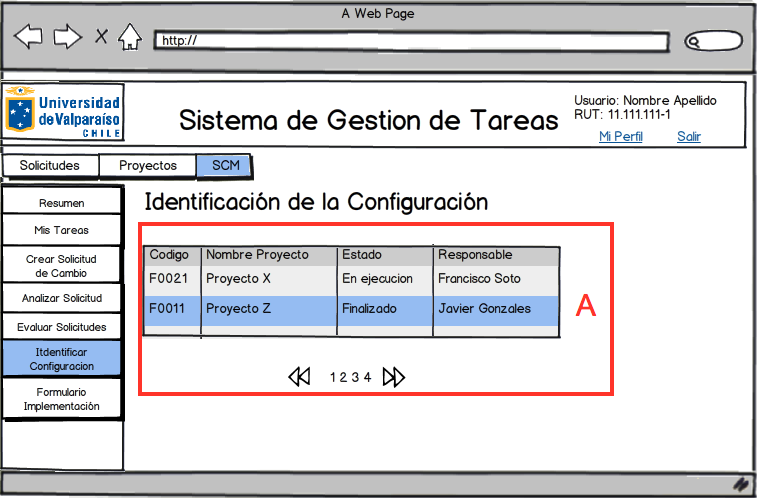 A Web Page
http://
Universidad
de Valparaíso
CHILE
Sistema de Gestion de Tareas
Usuario: Nombre Apellido
RUT: 11.111.111-1
Mi Perfil Salir
Solicitudes Proyectos SCM
Resumen
Mis Tareas
Crear Solicitud
de Cambio
Analizar Solicitud
Evaluar Solicitudes
Itdentificar
Configuracion
Formulario
Implementación
Identificación de la Configuración
Codigo Nombre Proyecto Estado Responsable
F0021 Proyecto X En ejecucion Francisco Soto
F0011 Proyecto Z Finalizado Javier Gonzales
A
1 2 3 4